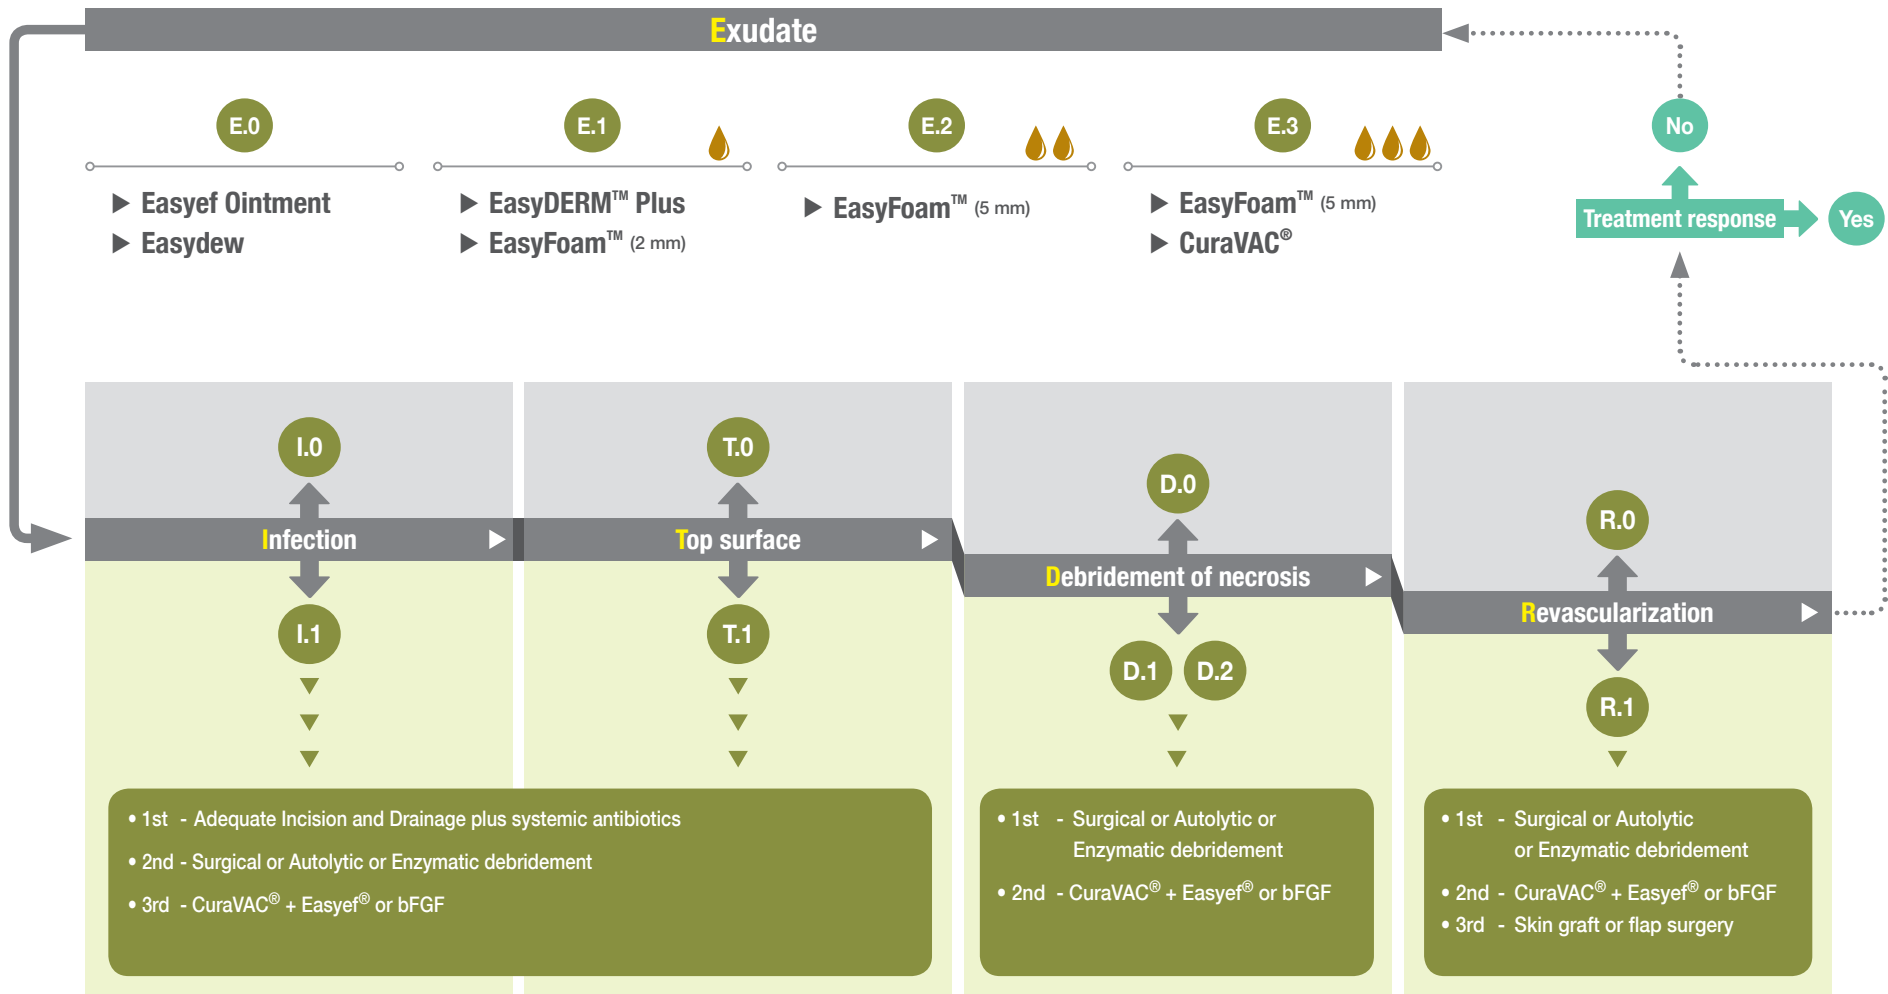 Exudate
E.0
E.1
E.2
E.3
▶ Easyef Ointment
▶ Easydew
▶ EasyDERM™ Plus
▶ EasyFoam™ (2 mm)
▶ EasyFoam™ (5 mm)
▶ EasyFoam™ (5 mm)
▶ CuraVAC®
No
Treatment response
Yes
I.0
Infection
I.1
T.0
Top surface
T.1
D.0
Debridement of necrosis
D.1 D.2
R.0
Revascularization
R.1
• 1st - Adequate Incision and Drainage plus systemic antibiotics
• 2nd - Surgical or Autolytic or Enzymatic debridement
• 3rd - CuraVAC® + Easyef® or bFGF
• 1st - Surgical or Autolytic or
Enzymatic debridement
• 2nd - CuraVAC® + Easyef® or bFGF
• 1st - Surgical or Autolytic
or Enzymatic debridement
• 2nd - CuraVAC® + Easyef® or bFGF
• 3rd - Skin graft or flap surgery